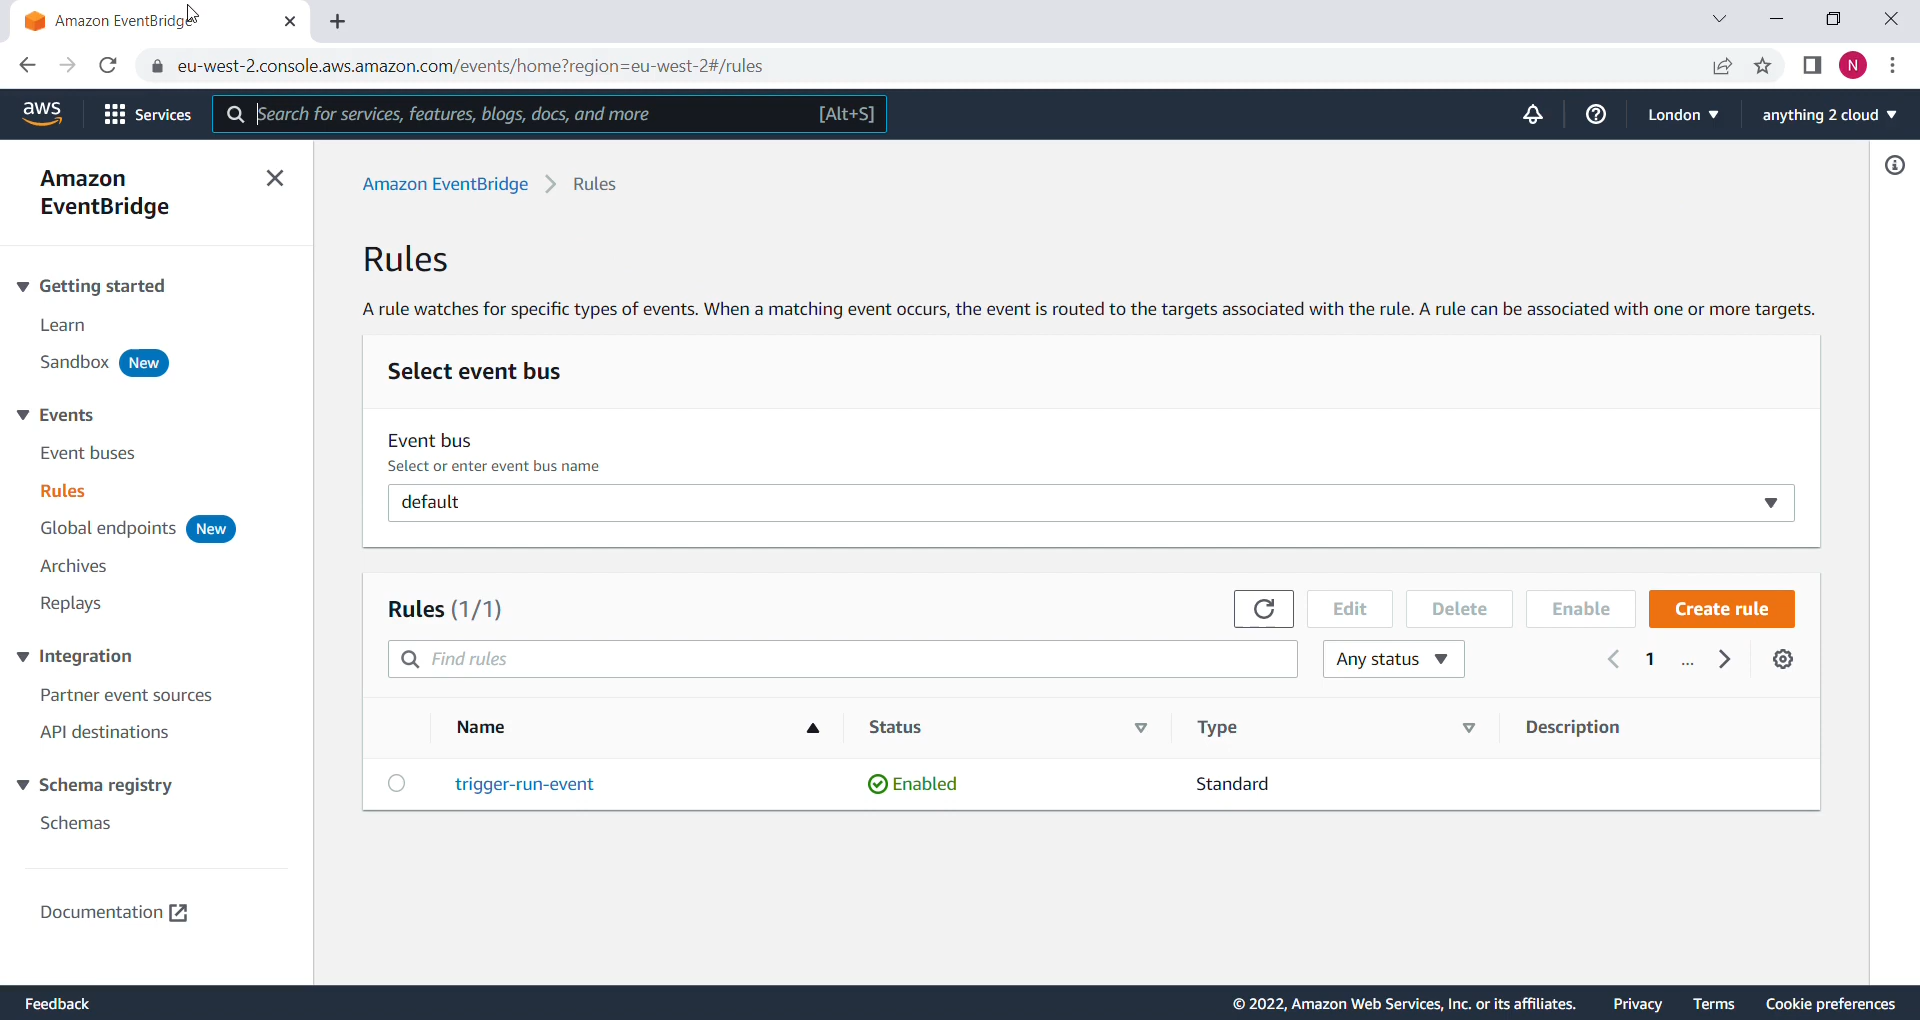 Amazon EventBridge
eu-west-2.console.aws.amazon.com/events/home?region=eu-west-2#/rules
N
aws
Services
Search for services, features, blogs, docs, and more
[Alt+S]
London
anything 2 cloud
Amazon
EventBridge
Getting started
Learn
Sandbox New
Events
Event buses
Rules
Global endpoints New
Archives
Replays
Integration
Partner event sources
API destinations
Schema registry
Schemas
Documentation
Amazon EventBridge > Rules
Rules
A rule watches for specific types of events. When a matching event occurs, the event is routed to the targets associated with the rule. A rule can be associated with one or more targets.
Select event bus
Event bus
Select or enter event bus name
default
Rules (1/1)
Edit
Delete
Enable
Create rule
Find rules
Any status
1 ...
Name Status Type Description
trigger-run-event Enabled Standard
Feedback
© 2022, Amazon Web Services, Inc. or its affiliates. Privacy Terms Cookie preferences